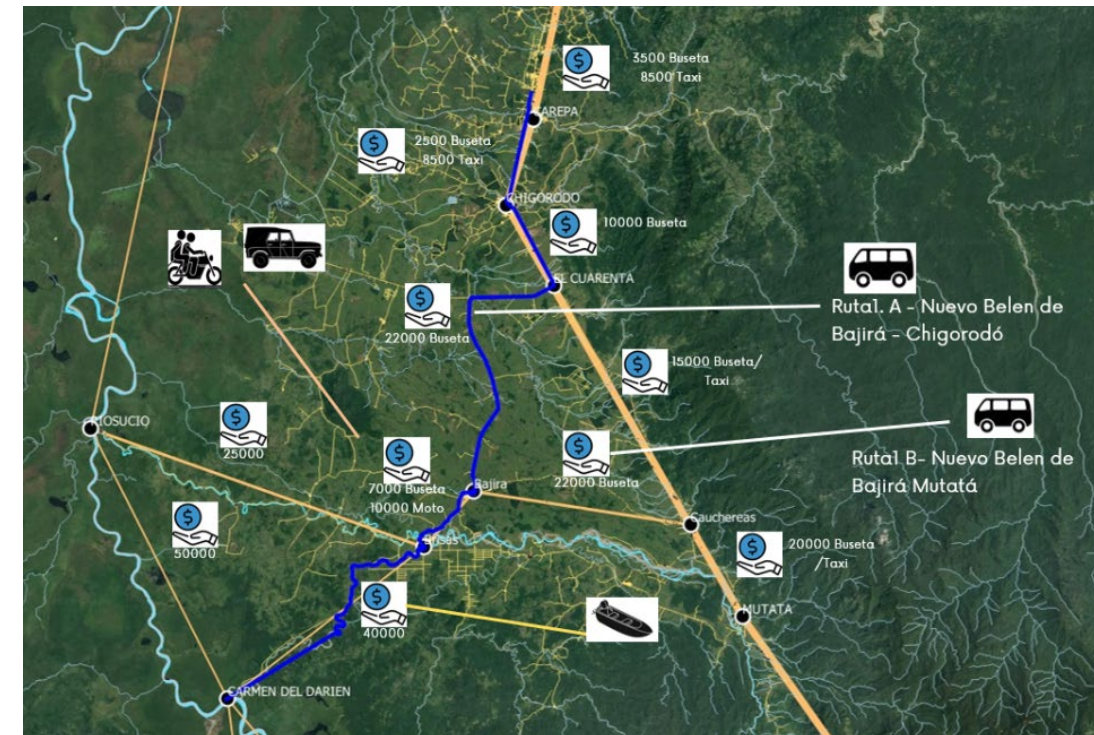 3500 Buseta
8500 Taxi
CAREPA
2500 Buseta
8500 Taxi
CHIGORODO
10000 Buseta
EL CUARENTA
22000 Buseta
Ruta1. A - Nuevo Belen de
Bajirá - Chigorodó
15000 Buseta/
Taxi
RIOSUCIO
25000
7000 Buseta
10000 Moto
Bajira
22000 Buseta
Ruta1 B- Nuevo Belen de
Bajirá Mutatá
Cauchereas
50000
20000 Buseta
/Taxi
40000
MUTATA
CARMEN DEL DARIEN